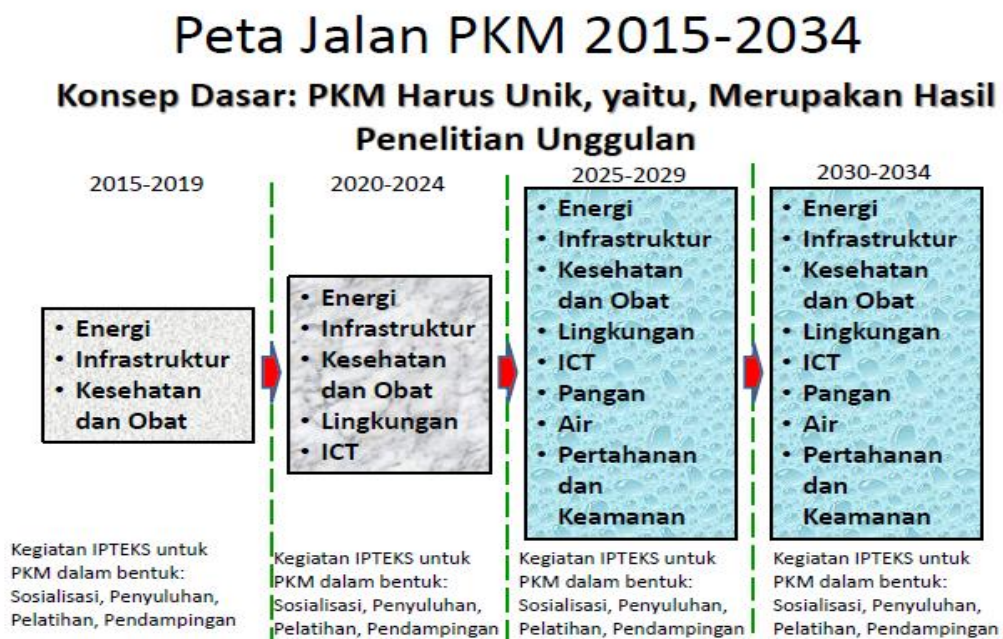 Peta Jalan PKM 2015-2034
Konsep Dasar: PKM Harus Unik, yaitu, Merupakan Hasil
Penelitian Unggulan
2015-2019
• Energi
• Infrastruktur
• Kesehatan
dan Obat
Kegiatan IPTEKS untuk
PKM dalam bentuk:
Sosialisasi, Penyuluhan,
Pelatihan, Pendampingan
2020-2024
• Energi
• Infrastruktur
• Kesehatan
dan Obat
• Lingkungan
• ICT
Kegiatan IPTEKS untuk
PKM dalam bentuk:
Sosialisasi, Penyuluhan,
Pelatihan, Pendampingan
2025-2029
• Energi
• Infrastruktur
• Kesehatan
dan Obat
• Lingkungan
• ICT
• Pangan
• Air
• Pertahanan
dan
Keamanan
Kegiatan IPTEKS untuk
PKM dalam bentuk:
Sosialisasi, Penyuluhan,
Pelatihan, Pendampingan
2030-2034
• Energi
• Infrastruktur
• Kesehatan
dan Obat
• Lingkungan
• ICT
• Pangan
• Air
• Pertahanan
dan
Keamanan
Kegiatan IPTEKS untuk
PKM dalam bentuk:
Sosialisasi, Penyuluhan,
Pelatihan, Pendampingan